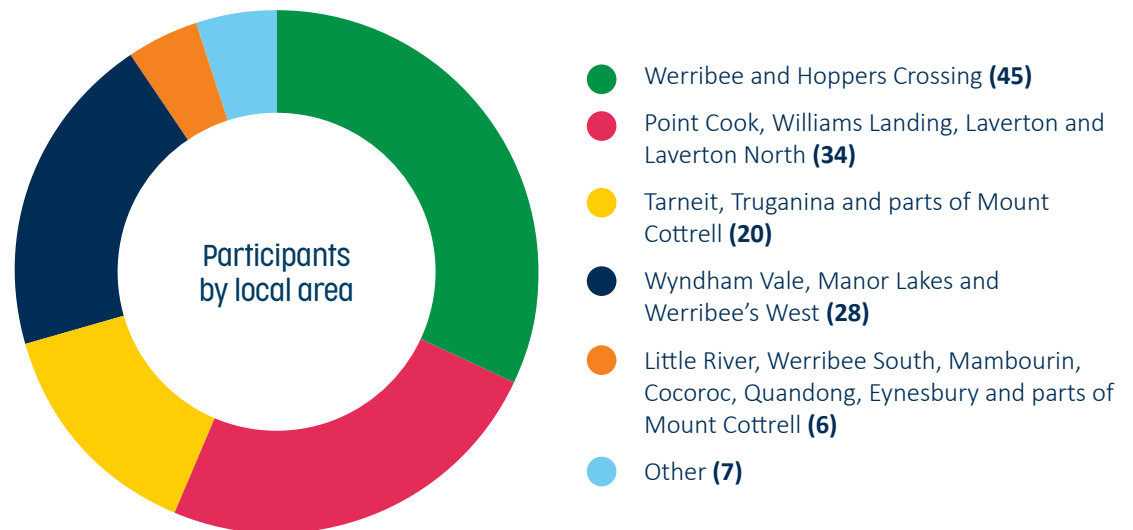 Participants
by local area
Werribee and Hoppers Crossing (45)
Point Cook, Williams Landing, Laverton and
Laverton North (34)
Tarneit, Truganina and parts of Mount
Cottrell (20)
Wyndham Vale, Manor Lakes and
Werribee’s West (28)
Little River, Werribee South, Mambourin,
Cocoroc, Quandong, Eynesbury and parts of
Mount Cottrell (6)
Other (7)